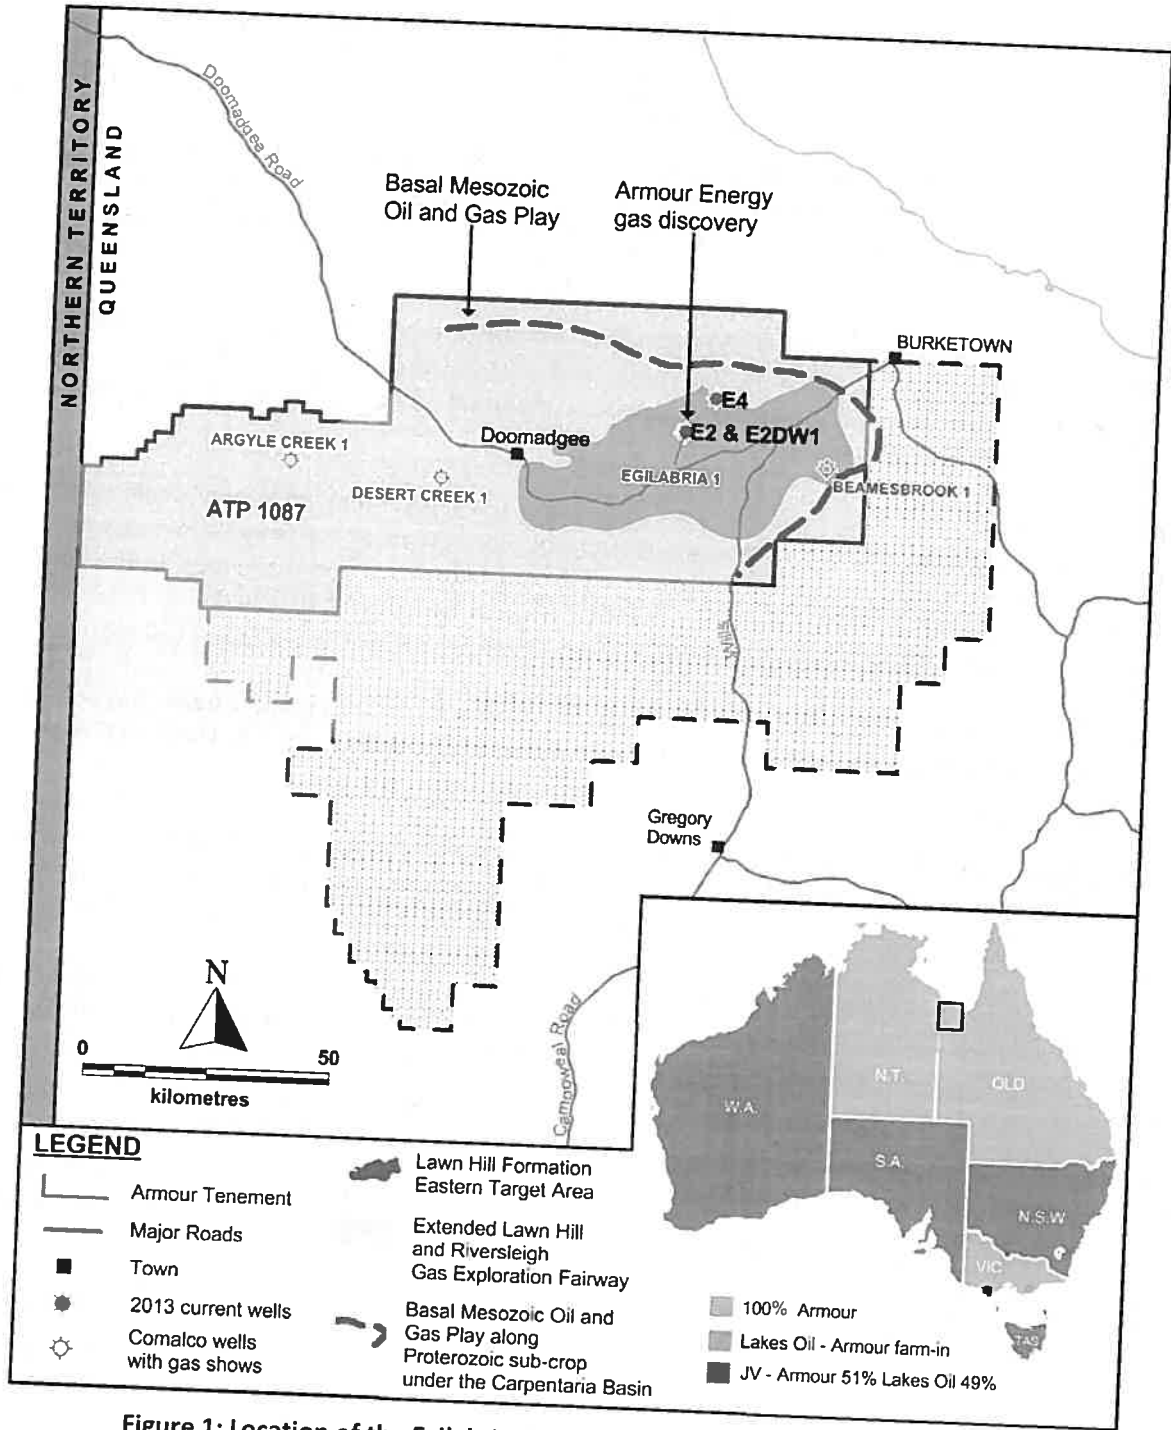 NORTHERN TERRITORY
QUEENSLAND
Doomadgea Road
Basal Mesozoic
Oil and Gas Play
Armour Energy
gas discovery
BURKETOWN
E4
E2 & E2DW1
Doomadgee
ARGYLE CREEK 1
DESERT CREEK 1
EGILABRIA 1
BEAMESBROOK 1
ATP 1087
Wills
Gregory
Downs
N
0
50
kilometres
Camooweal Road
N.T.
QLD
W.A.
S.A.
N.S.W
VIC
TAS
LEGEND
Armour Tenement
Major Roads
Town
2013 current wells
Comalco wells
with gas shows
Lawn Hill Formation
Eastern Target Area
Extended Lawn Hill
and Riversleigh
Gas Exploration Fairway
Basal Mesozoic Oil and
Gas Play along
Proterozoic sub-crop
under the Carpentaria Basin
100% Armour
Lakes Oil - Armour farm-in
JV - Armour 51% Lakes Oil 49%
Figure 1: Location of the